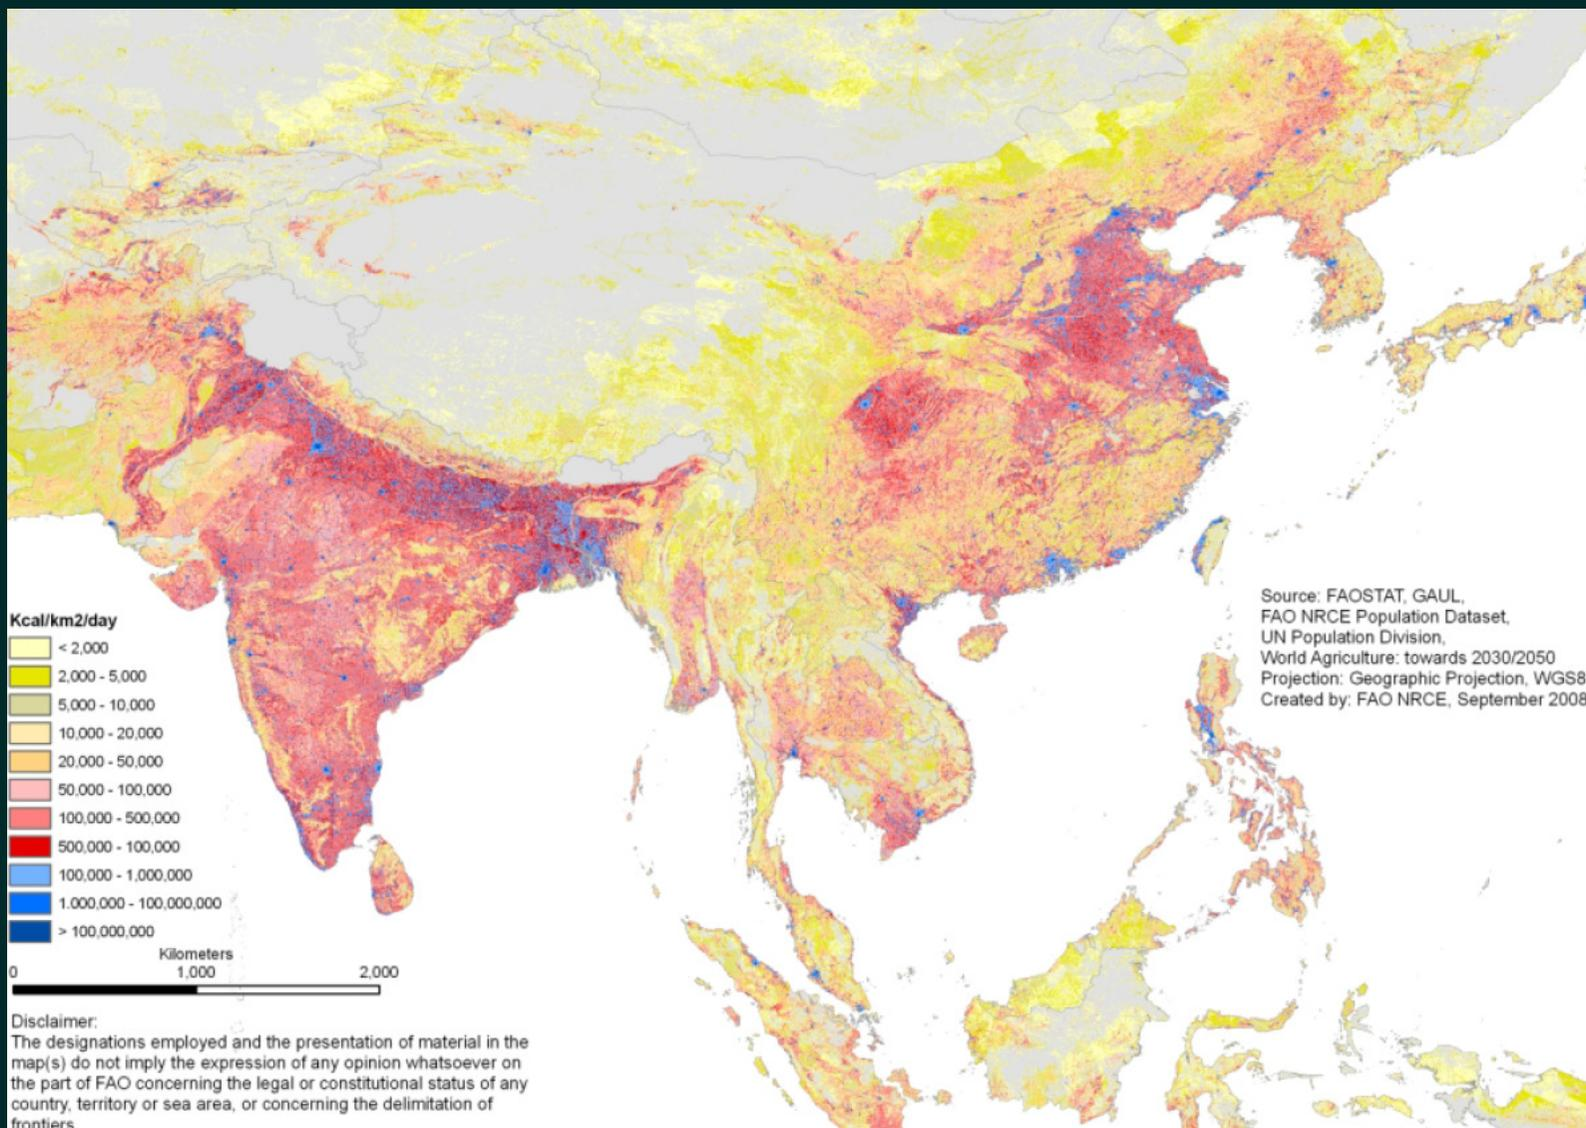 Kcal/km2/day
< 2,000
2,000 - 5,000
5,000 - 10,000
10,000 - 20,000
20,000 - 50,000
50,000 - 100,000
100,000 - 500,000
500,000 - 100,000
100,000 - 1,000,000
1.000,000 - 100,000,000
> 100,000,000
Kilometers
0 1,000 2,000
Disclaimer:
The designations employed and the presentation of material in the
map(s) do not imply the expression of any opinion whatsoever on
the part of FAO concerning the legal or constitutional status of any
country, territory or sea area, or concerning the delimitation of
frontiers
Source: FAOSTAT, GAUL,
FAO NRCE Population Dataset,
UN Population Division,
World Agriculture: towards 2030/2050
Projection: Geographic Projection, WGS8
Created by: FAO NRCE, September 2008